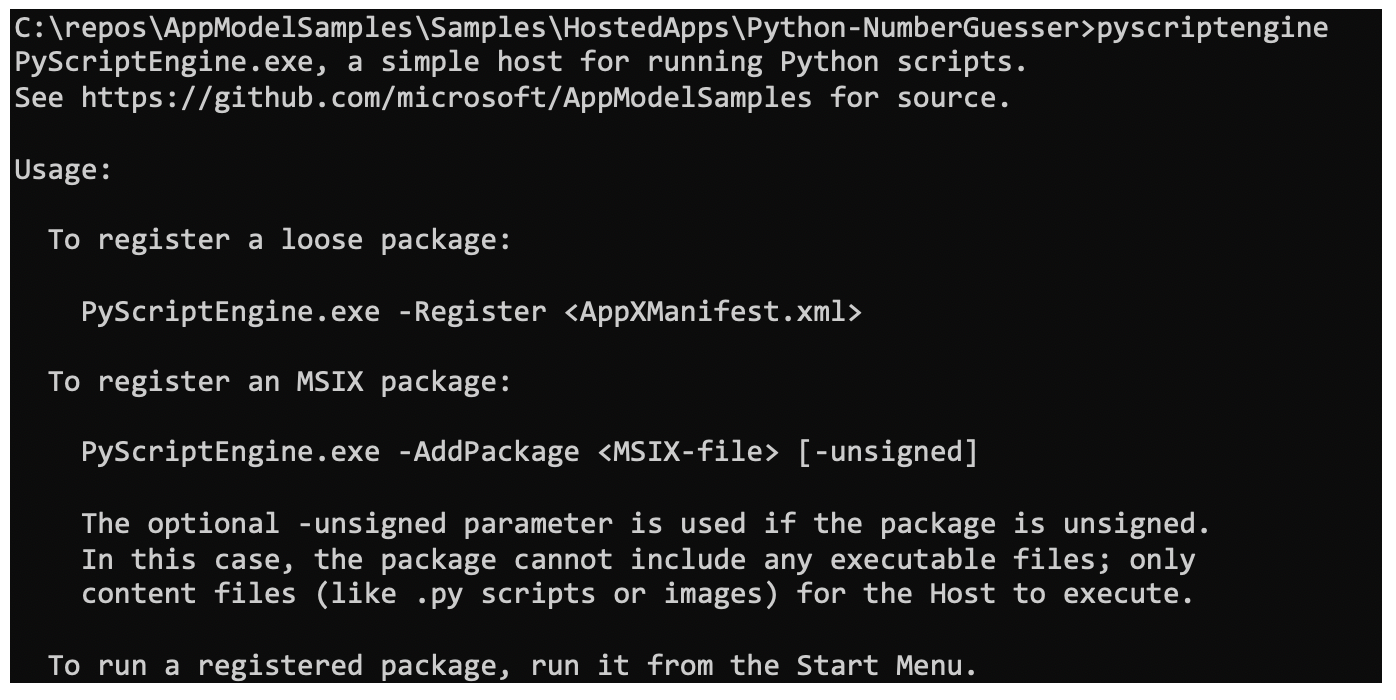 C:\repos\AppModelSamples\Samples\HostedApps\Python-NumberGuesser>pyscriptengine
PyScriptEngine.exe, a simple host for running Python scripts.
See https://github.com/microsoft/AppModelSamples for source.
Usage:
To register a loose package:
PyScriptEngine.exe -Register <AppXManifest.xml>
To register an MSIX package:
PyScriptEngine.exe -AddPackage <MSIX-file> [-unsigned]
The optional -unsigned parameter is used if the package is unsigned.
In this case, the package cannot include any executable files; only
content files (like .py scripts or images) for the Host to execute.
To run a registered package, run it from the Start Menu.